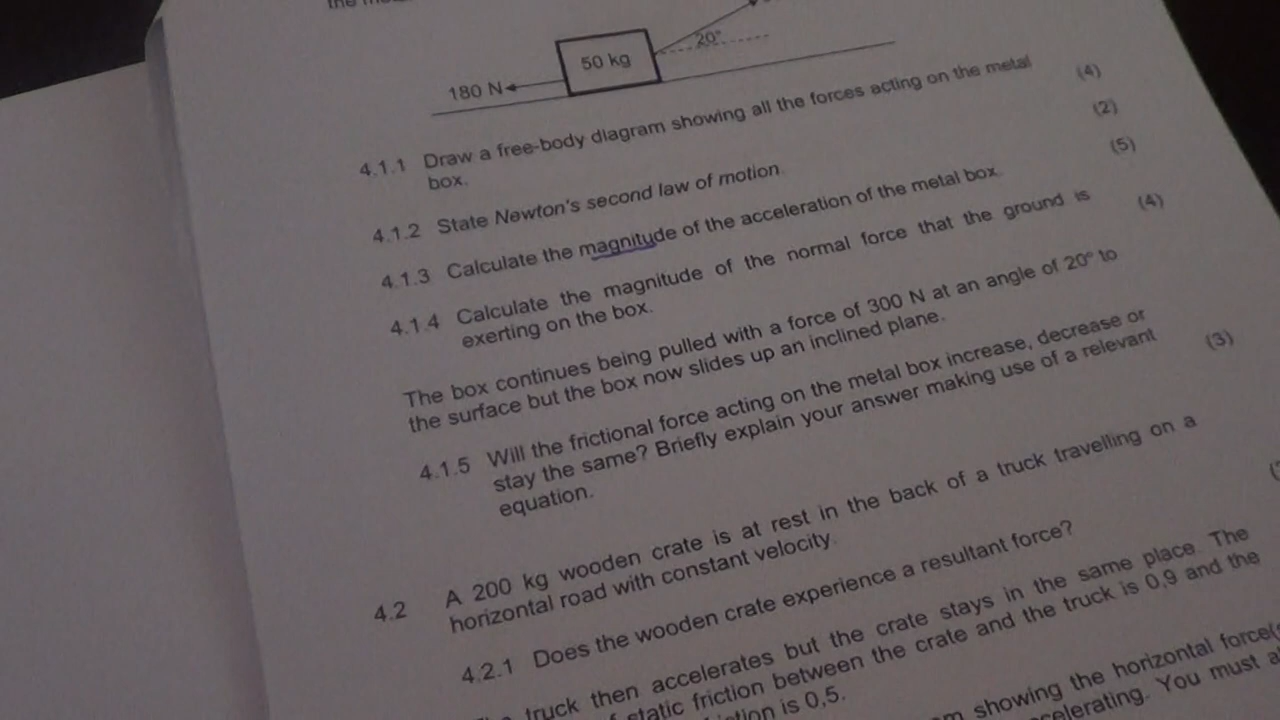 20°
50 kg
180 N
4.1.1 Draw a free-body diagram showing all the forces acting on the metal
box. (4)
4.1.2 State Newton's second law of motion. (2)
4.1.3 Calculate the magnitude of the acceleration of the metal box. (5)
4.1.4 Calculate the magnitude of the normal force that the ground is
exerting on the box. (4)
The box continues being pulled with a force of 300 N at an angle of 20° to
the surface but the box now slides up an inclined plane.
4.1.5 Will the frictional force acting on the metal box increase, decrease or
stay the same? Briefly explain your answer making use of a relevant
equation. (3)
4.2 A 200 kg wooden crate is at rest in the back of a truck travelling on a
horizontal road with constant velocity.
4.2.1 Does the wooden crate experience a resultant force?
truck then accelerates but the crate stays in the same place. The
static friction between the crate and the truck is 0,9 and the
is 0,5.
showing the horizontal
You must